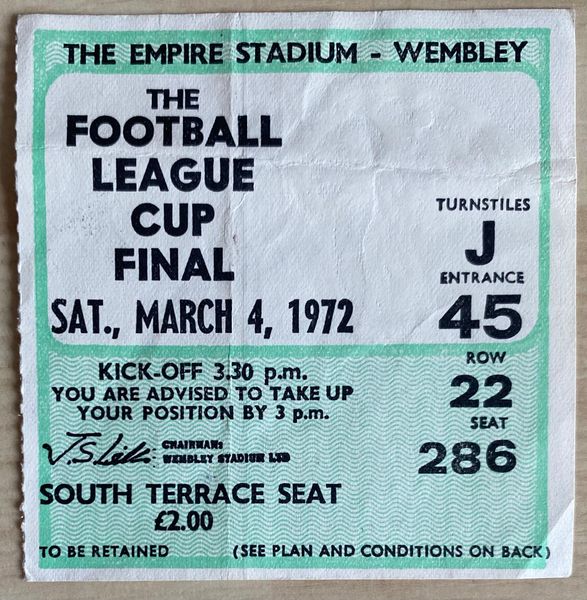 THE EMPIRE STADIUM - WEMBLEY
THE
FOOTBALL
LEAGUE
CUP
FINAL
SAT., MARCH 4, 1972
TURNSTILES
J
ENTRANCE
45
ROW
22
SEAT
286
KICK-OFF 3.30 p.m.
YOU ARE ADVISED TO TAKE UP
YOUR POSITION BY 3 p.m.
CHAIRMAN:
WEMBLEY STADIUM LTD
SOUTH TERRACE SEAT
£2.00
TO BE RETAINED (SEE PLAN AND CONDITIONS ON BACK)